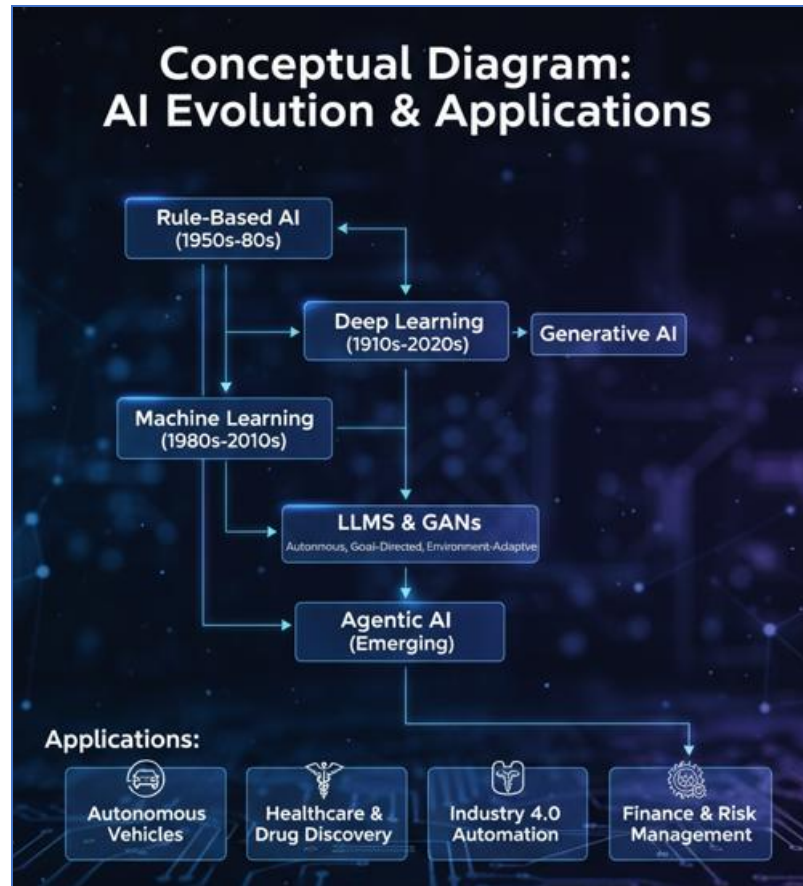 Conceptual Diagram:
AI Evolution & Applications
Rule-Based AI
(1950s-80s)
Deep Learning
(1910s-2020s)
Generative AI
Machine Learning
(1980s-2010s)
LLMS & GANs
Autonmous, Goal-Directed, Environment-Adaptve
Agentic AI
(Emerging)
Applications:
Autonomous
Vehicles
Healthcare &
Drug Discovery
Industry 4.0
Automation
Finance & Risk
Management